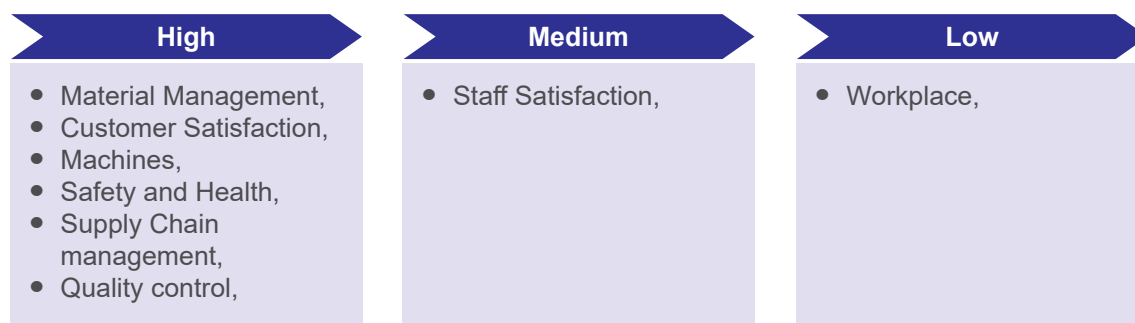 High
Material Management,
Customer Satisfaction,
Machines,
Safety and Health,
Supply Chain
management,
Quality control,
Medium
Staff Satisfaction,
Low
Workplace,